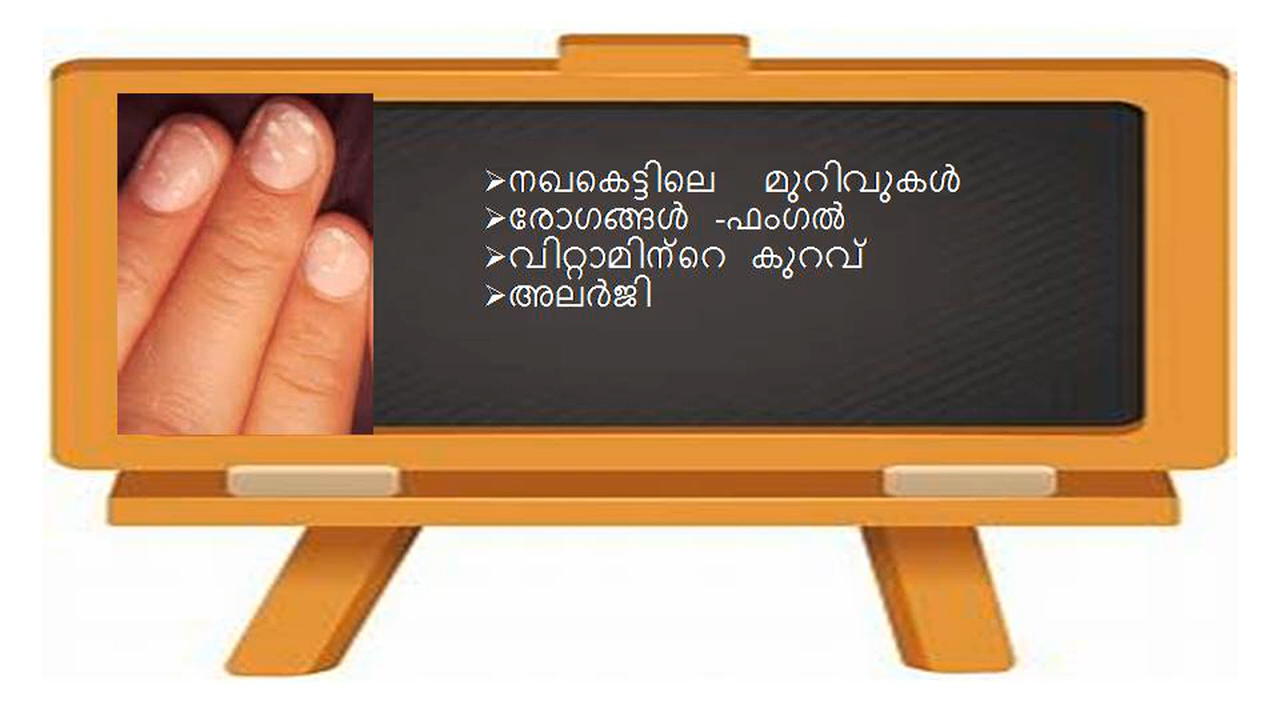 ➢നഖകെട്ടിലെ മുറിവുകൾ
➢രോഗങ്ങൾ -ഫംഗൽ
➢വിറ്റാമിന്റെ കുറവ്
➢അലർജി